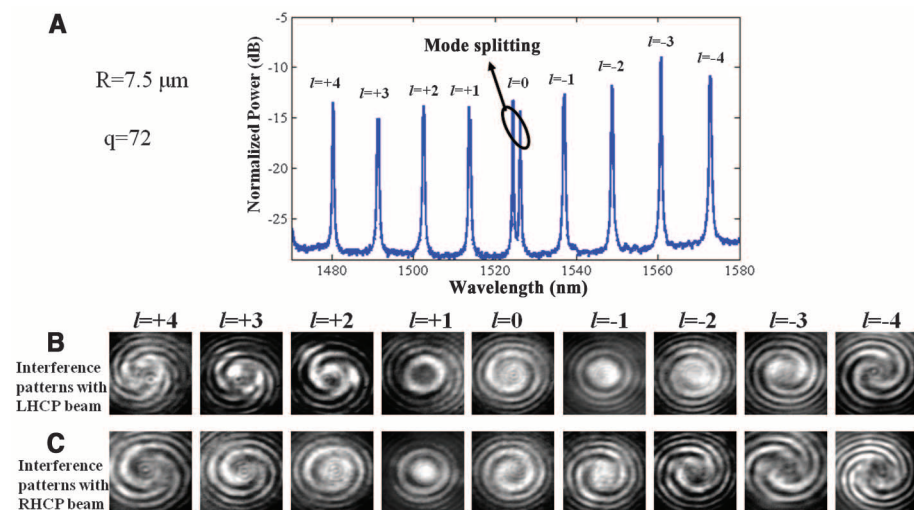 A
R=7.5 μm
q=72
Normalized Power (dB)
-5
-10
-15
-20
-25
Mode splitting
l=+4
l=+3
l=+2
l=+1
l=0
l=-1
l=-2
l=-3
l=-4
1480
1500
1520
1540
1560
1580
Wavelength (nm)
l=+4 l=+3 l=+2 l=+1 l=0 l=-1 l=-2 l=-3 l=-4
B
Interference
patterns with
LHCP beam
C
Interference
patterns with
RHCP beam